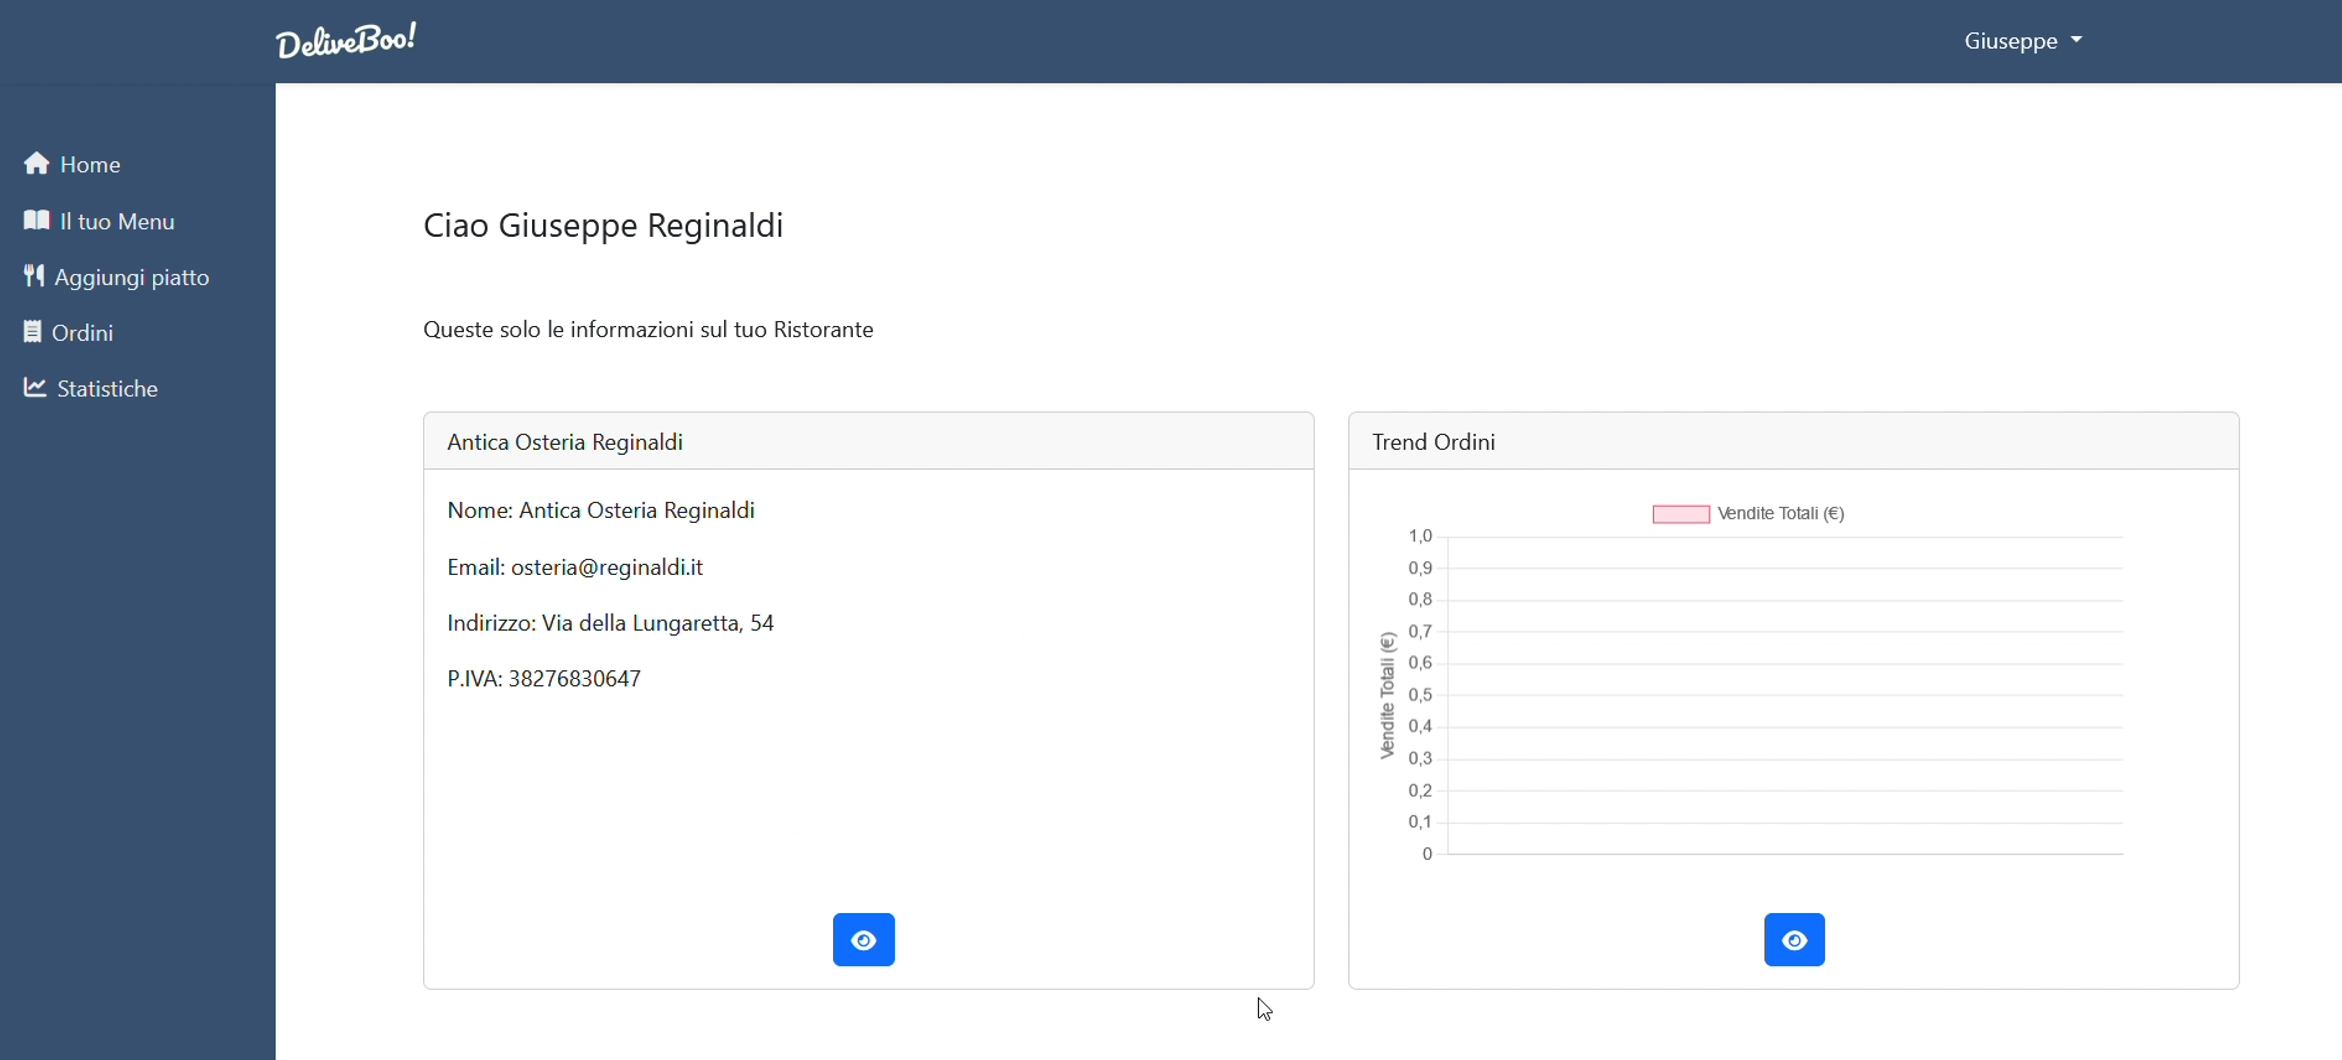 DeliveBoo!
Giuseppe
Home
Il tuo Menu
Aggiungi piatto
Ordini
Statistiche
Ciao Giuseppe Reginaldi
Queste solo le informazioni sul tuo Ristorante
Antica Osteria Reginaldi
Nome: Antica Osteria Reginaldi
Email: osteria@reginaldi.it
Indirizzo: Via della Lungaretta, 54
P.IVA: 38276830647
Trend Ordini
Vendite Totali (€)
Vendite Totali (€)
1,0
0,9
0,8
0,7
0,6
0,5
0,4
0,3
0,2
0,1
0